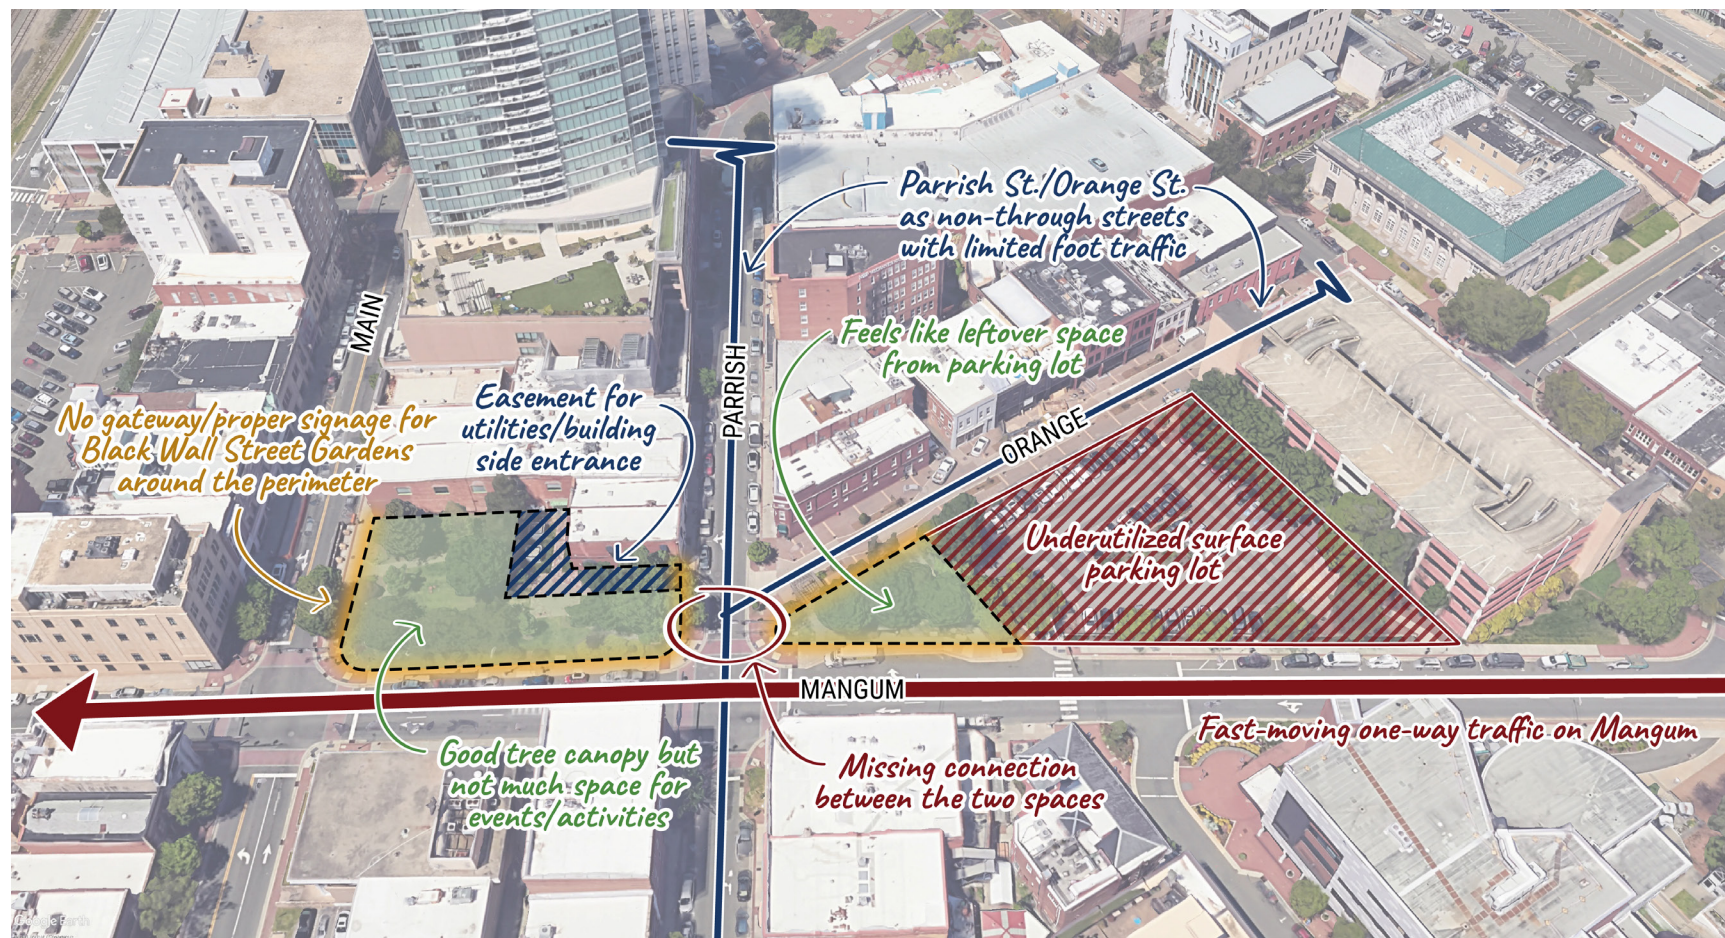 Parrish St./Orange St.
as non-through streets
with limited foot traffic
MAIN
PARRISH
ORANGE
Feels like leftover space
from parking lot
Easement for
utilities/building
side entrance
No gateway/proper signage for
Black Wall Street Gardens
around the perimeter
Underutilized surface
parking lot
MANGUM
Fast-moving one-way traffic on Mangum
Good tree canopy but
not much space for
events/activities
Missing connection
between the two spaces
Google Earth